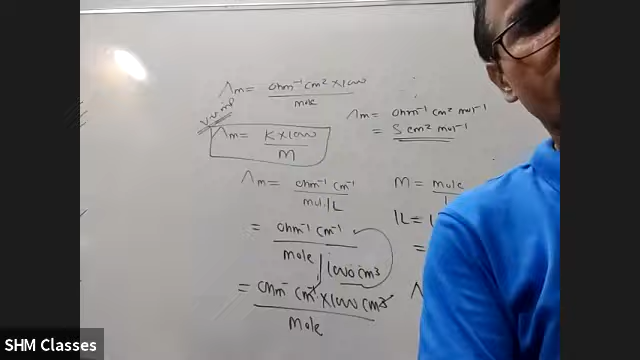 Λm = ohm⁻¹ cm² × 1000 / mole
V.V.imp
Λm = K × 1000 / M
Λm = ohm⁻¹ cm² mol⁻¹
= S cm² mol⁻¹
Λm = ohm⁻¹ cm⁻¹ / mol/L
M = mole
1L =
= ohm⁻¹ cm⁻¹ / mole / 1000 cm³
=
= ohm⁻¹ cm⁻¹ × 1000 cm³ / mole
Λ
SHM Classes